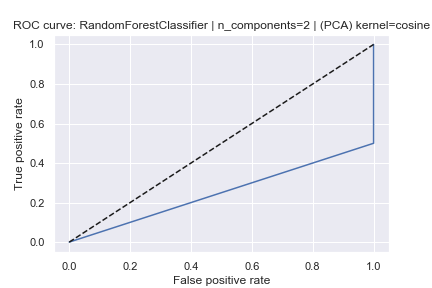 ROC curve: RandomForestClassifier | n_components=2 | (PCA) kernel=cosine
1.0
0.8
0.6
0.4
0.2
0.0
True positive rate
0.0 0.2 0.4 0.6 0.8 1.0
False positive rate